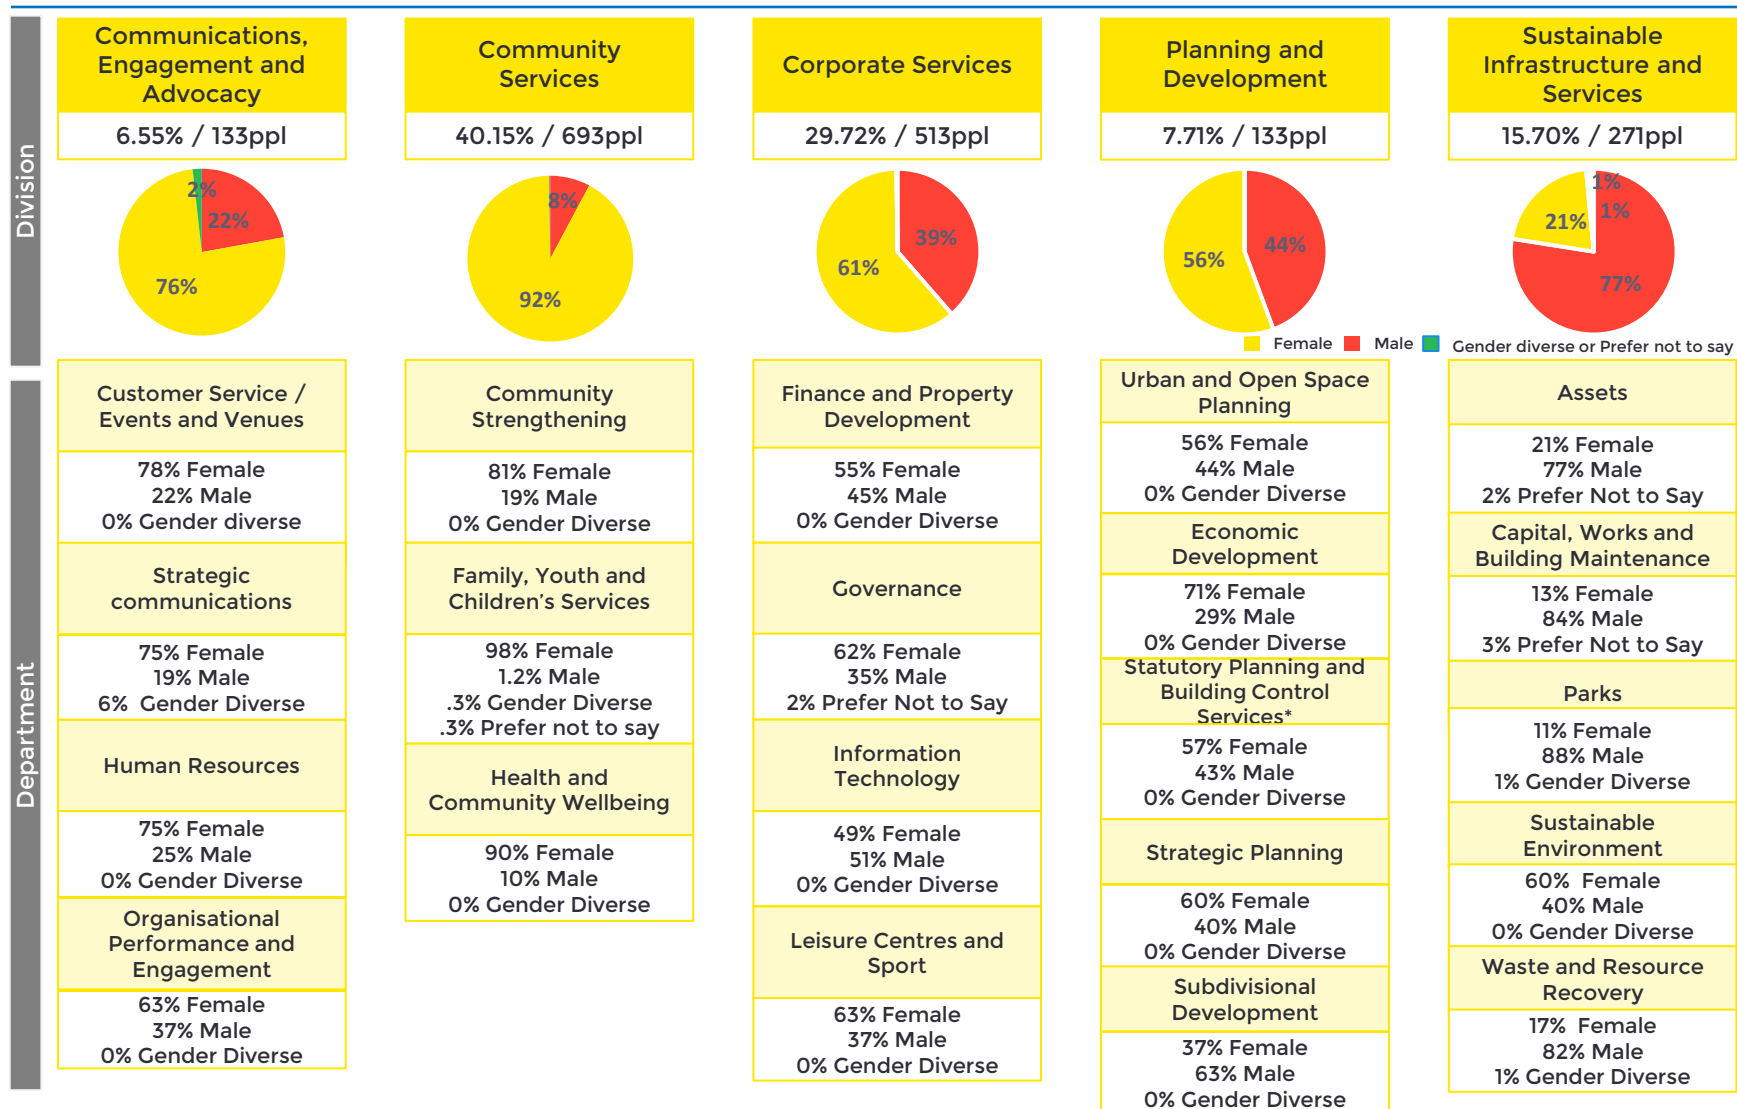 Division
Communications,
Engagement and
Advocacy
6.55% / 133ppl
2%
22%
76%
Community
Services
40.15% / 693ppl
8%
92%
Corporate Services
29.72% / 513ppl
39%
61%
Planning and
Development
7.71% / 133ppl
44%
56%
Sustainable
Infrastructure and
Services
15.70% / 271ppl
1%
1%
21%
77%
Female
Male
Gender diverse or Prefer not to say
Department
Customer Service /
Events and Venues
78% Female
22% Male
0% Gender diverse
Strategic
communications
75% Female
19% Male
6% Gender Diverse
Human Resources
75% Female
25% Male
0% Gender Diverse
Organisational
Performance and
Engagement
63% Female
37% Male
0% Gender Diverse
Community
Strengthening
81% Female
19% Male
0% Gender Diverse
Family, Youth and
Children’s Services
98% Female
1.2% Male
.3% Gender Diverse
.3% Prefer not to say
Health and
Community Wellbeing
90% Female
10% Male
0% Gender Diverse
Finance and Property
Development
55% Female
45% Male
0% Gender Diverse
Governance
62% Female
35% Male
2% Prefer Not to Say
Information
Technology
49% Female
51% Male
0% Gender Diverse
Leisure Centres and
Sport
63% Female
37% Male
0% Gender Diverse
Urban and Open Space
Planning
56% Female
44% Male
0% Gender Diverse
Economic
Development
71% Female
29% Male
0% Gender Diverse
Statutory Planning and
Building Control
Services*
57% Female
43% Male
0% Gender Diverse
Strategic Planning
60% Female
40% Male
0% Gender Diverse
Subdivisional
Development
37% Female
63% Male
0% Gender Diverse
Assets
21% Female
77% Male
2% Prefer Not to Say
Capital, Works and
Building Maintenance
13% Female
84% Male
3% Prefer Not to Say
Parks
11% Female
88% Male
1% Gender Diverse
Sustainable
Environment
60% Female
40% Male
0% Gender Diverse
Waste and Resource
Recovery
17% Female
82% Male
1% Gender Diverse